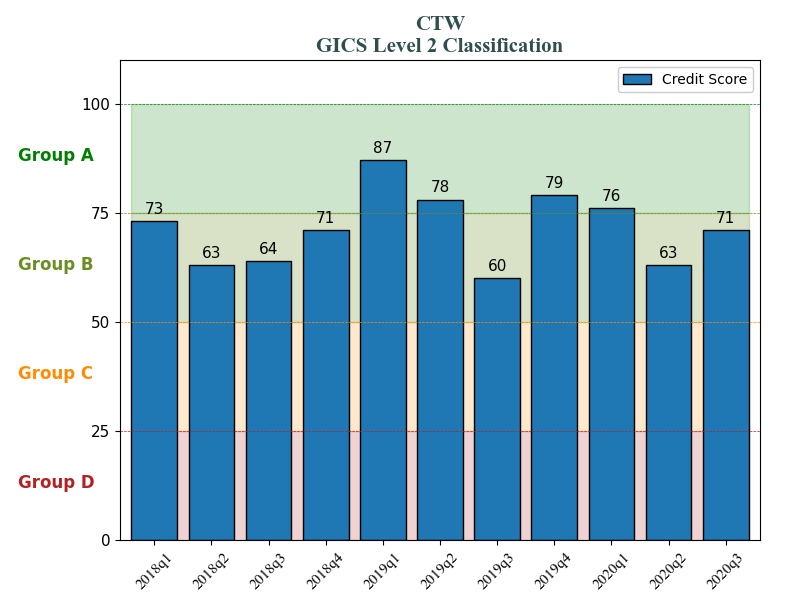 CTW
GICS Level 2 Classification
Credit Score
100
Group A
87
79
78
76
75
73
71
71
64
63
63
60
Group B
50
Group C
25
Group D
0
2018q1 2018q2 2018q3 2018q4 2019q1 2019q2 2019q3 2019q4 2020q1 2020q2 2020q3